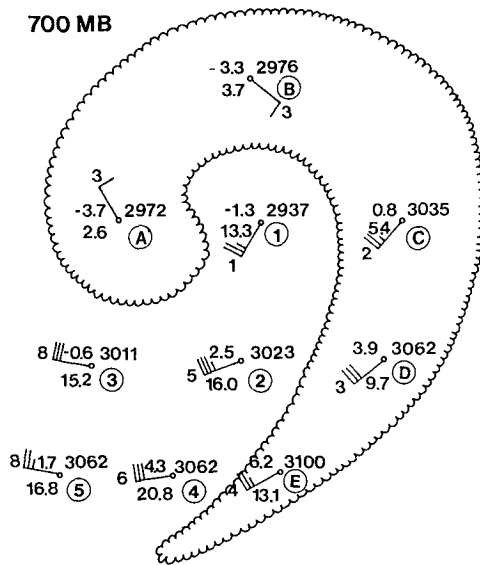 700 MB
-3.3 2976
3.7 B
3
3
-3.7 2972
2.6 A
-1.3 2937
13.3 1
1
0.8 3035
5.4 C
2
8 -0.6 3011
15.2 3
2.5 3023
5 16.0 2
3.9 3062
3 9.7 D
8 1.7 3062
16.8 5
6 4.3 3062
20.8 4
6.2 3100
4 13.1 E